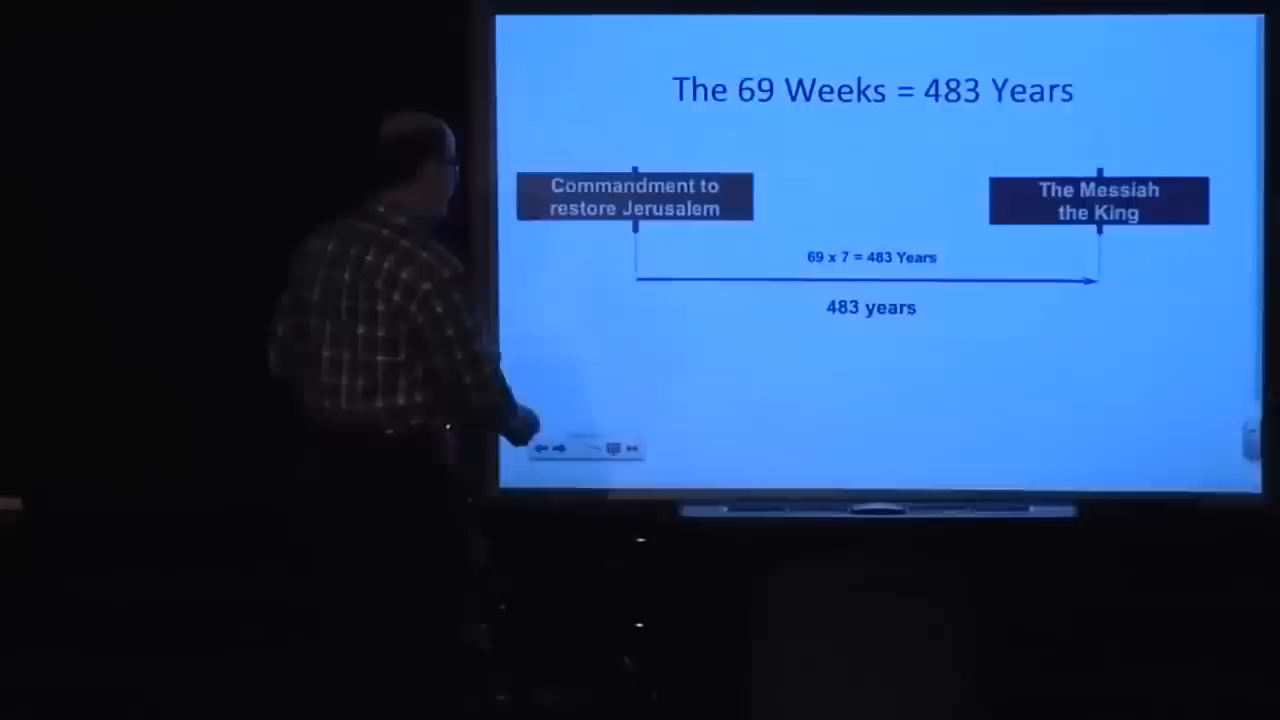 The 69 Weeks = 483 Years
Commandment to
restore Jerusalem
The Messiah
the King
69 x 7 = 483 Years
483 years